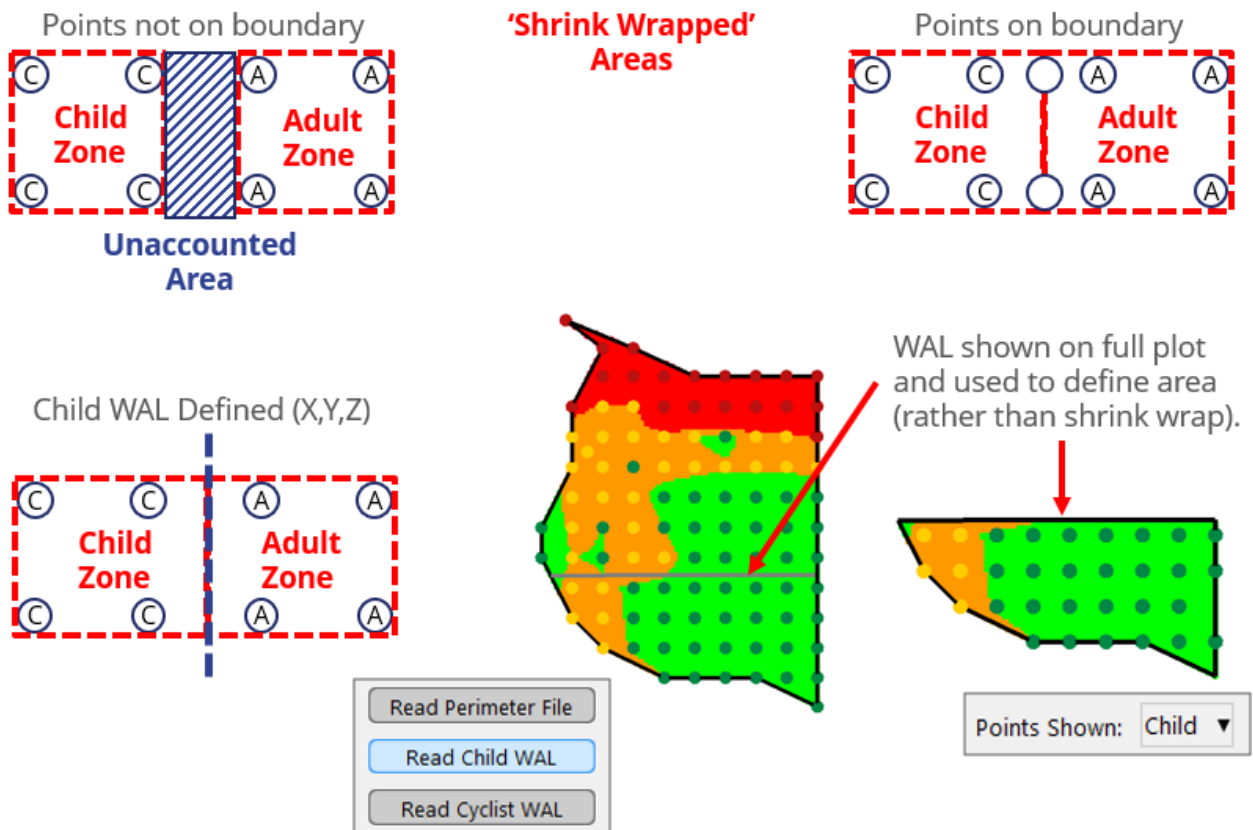 Points not on boundary
C
C
A
A
Child
Zone
Adult
Zone
C
C
A
A
Unaccounted
Area
‘Shrink Wrapped’
Areas
Points on boundary
C
C
A
A
Child
Zone
Adult
Zone
C
C
A
A
Child WAL Defined (X,Y,Z)
C
C
A
A
Child
Zone
Adult
Zone
C
C
A
A
WAL shown on full plot
and used to define area
(rather than shrink wrap).
Read Perimeter File
Read Child WAL
Read Cyclist WAL
Points Shown: Child ▼